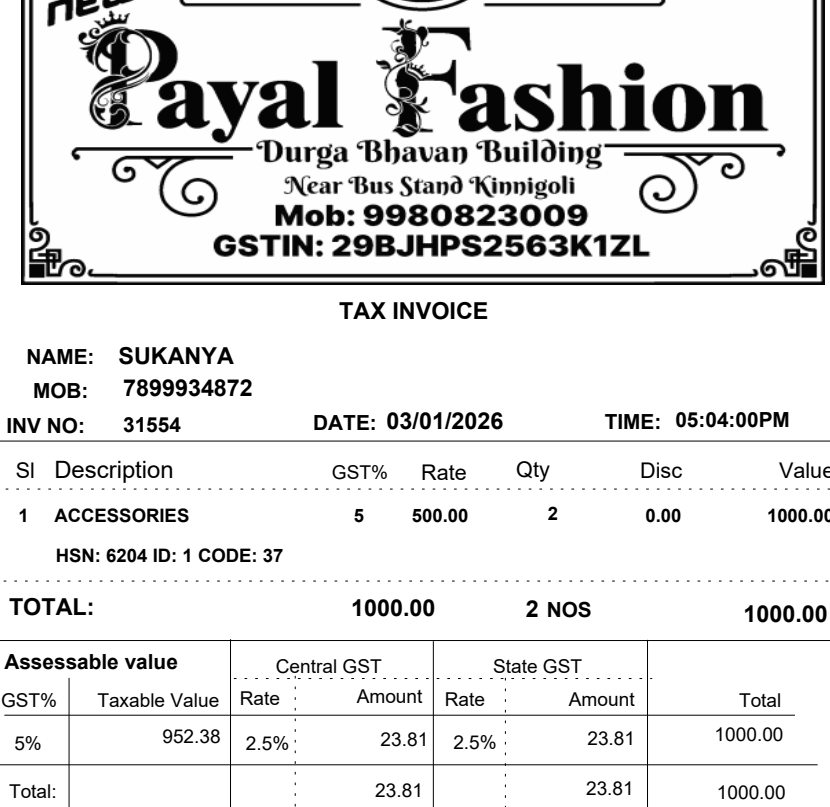 new
Payal Fashion
Durga Bhavan Building
Near Bus Stand Kinnigoli
Mob: 9980823009
GSTIN: 29BJHPS2563K1ZL
TAX INVOICE
NAME: SUKANYA
MOB: 7899934872
INV NO: 31554 DATE: 03/01/2026 TIME: 05:04:00PM
Sl Description GST% Rate Qty Disc Value
1 ACCESSORIES 5 500.00 2 0.00 1000.00
HSN: 6204 ID: 1 CODE: 37
TOTAL: 1000.00 2 NOS 1000.00
Assessable value Central GST State GST
GST% Taxable Value Rate Amount Rate Amount Total
5% 952.38 2.5% 23.81 2.5% 23.81 1000.00
Total: 23.81 23.81 1000.00